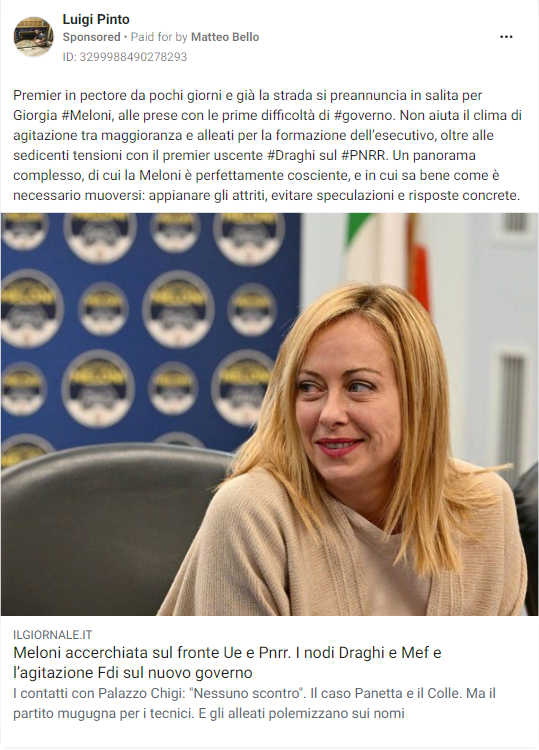 Luigi Pinto
Sponsored • Paid for by Matteo Bello
ID: 3299988490278293
Premier in pectore da pochi giorni e già la strada si preannuncia in salita per
Giorgia #Meloni, alle prese con le prime difficoltà di #governo. Non aiuta il clima di
agitazione tra maggioranza e alleati per la formazione dell’esecutivo, oltre alle
sedicenti tensioni con il premier uscente #Draghi sul #PNRR. Un panorama
complesso, di cui la Meloni è perfettamente cosciente, e in cui sa bene come è
necessario muoversi: appianare gli attriti, evitare speculazioni e risposte concrete.
MELONI
MELONI
MELONI
ILGIORNALE.IT
Meloni accerchiata sul fronte Ue e Pnrr. I nodi Draghi e Mef e
l’agitazione Fdi sul nuovo governo
I contatti con Palazzo Chigi: "Nessuno scontro". Il caso Panetta e il Colle. Ma il
partito mugugna per i tecnici. E gli alleati polemizzano sui nomi